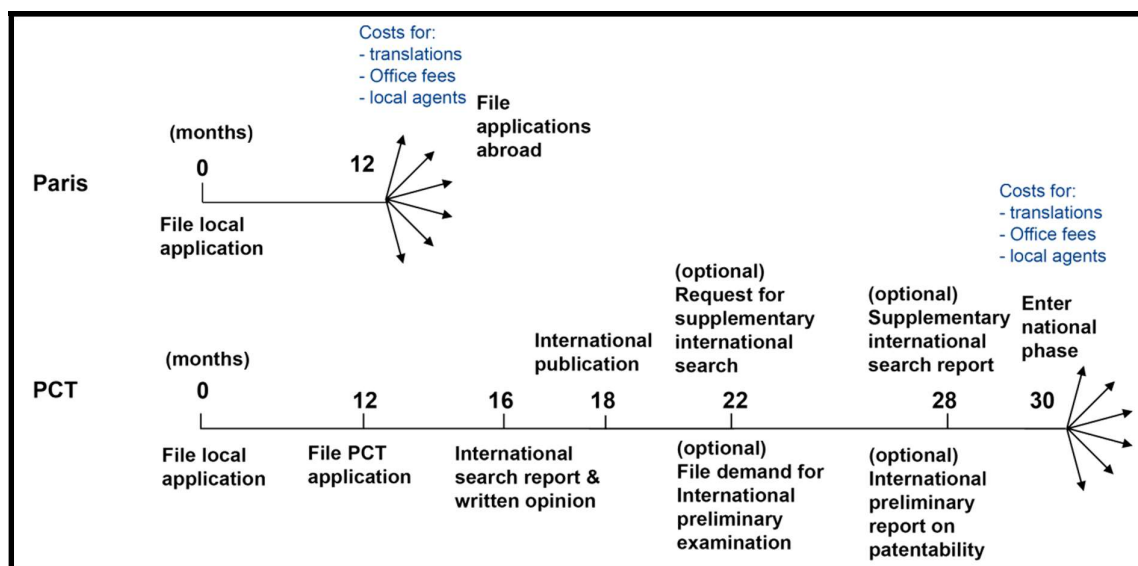 Costs for:
- translations
- Office fees
- local agents
File
applications
abroad
(months)
0
12
Paris
File local
application
Costs for:
- translations
- Office fees
- local agents
(optional)
Request for
supplementary
international
search
(optional)
Supplementary
international
search report
Enter
national
phase
International
publication
(months)
PCT
0
12
16
18
22
28
30
File local
application
File PCT
application
International
search report &
written opinion
(optional)
File demand for
International
preliminary
examination
(optional)
International
preliminary
report on
patentability